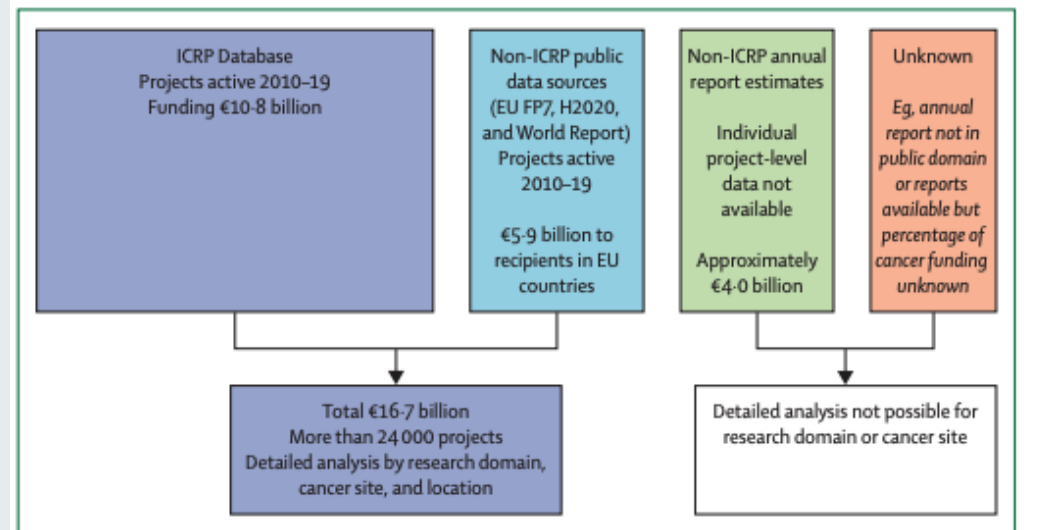 ICRP Database
Projects active 2010–19
Funding €10·8 billion
Non-ICRP public
data sources
(EU FP7, H2020,
and World Report)
Projects active
2010–19
€5·9 billion to
recipients in EU
countries
Non-ICRP annual
report estimates
Individual
project-level
data not
available
Approximately
€4·0 billion
Unknown
Eg, annual
report not in
public domain
or reports
available but
percentage of
cancer funding
unknown
Total €16·7 billion
More than 24 000 projects
Detailed analysis by research domain,
cancer site, and location
Detailed analysis not possible for
research domain or cancer site